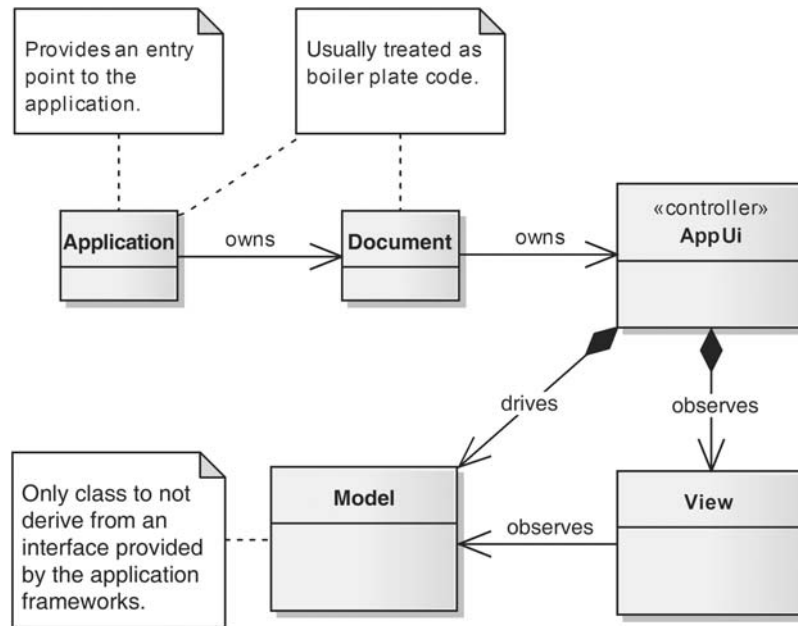 Provides an entry
point to the
application.
Usually treated as
boiler plate code.
Application
owns
Document
owns
«controller»
AppUi
drives
observes
Only class to not
derive from an
interface provided
by the application
frameworks.
Model
observes
View